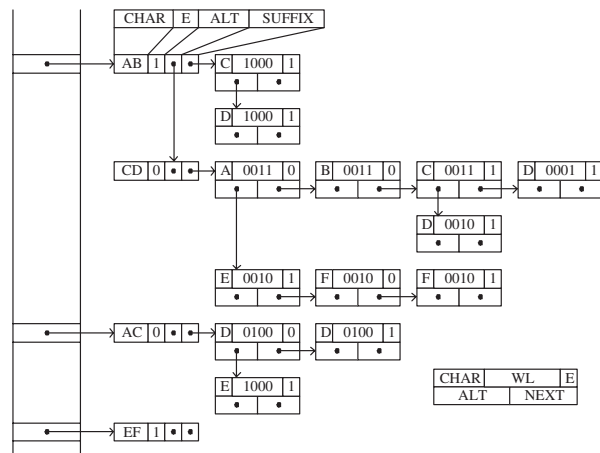 CHAR E ALT SUFFIX
AB 1 C 1000 1
D 1000 1
CD 0 A 0011 0 B 0011 0 C 0011 1 D 0001 1
D 0010 1
E 0010 1 F 0010 0 F 0010 1
AC 0 D 0100 0 D 0100 1
E 1000 1
CHAR WL E
ALT NEXT
EF 1